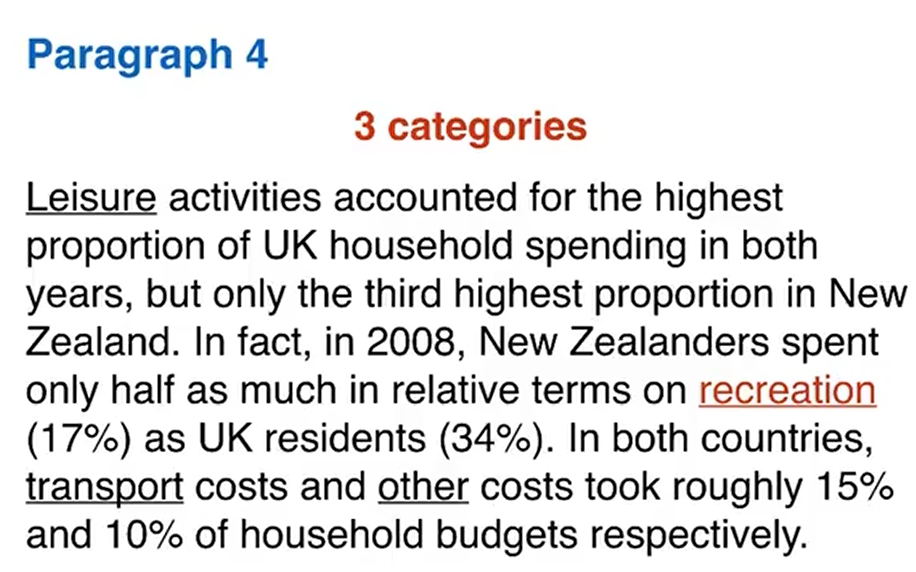 Paragraph 4
3 categories
Leisure activities accounted for the highest
proportion of UK household spending in both
years, but only the third highest proportion in New
Zealand. In fact, in 2008, New Zealanders spent
only half as much in relative terms on recreation
(17%) as UK residents (34%). In both countries,
transport costs and other costs took roughly 15%
and 10% of household budgets respectively.